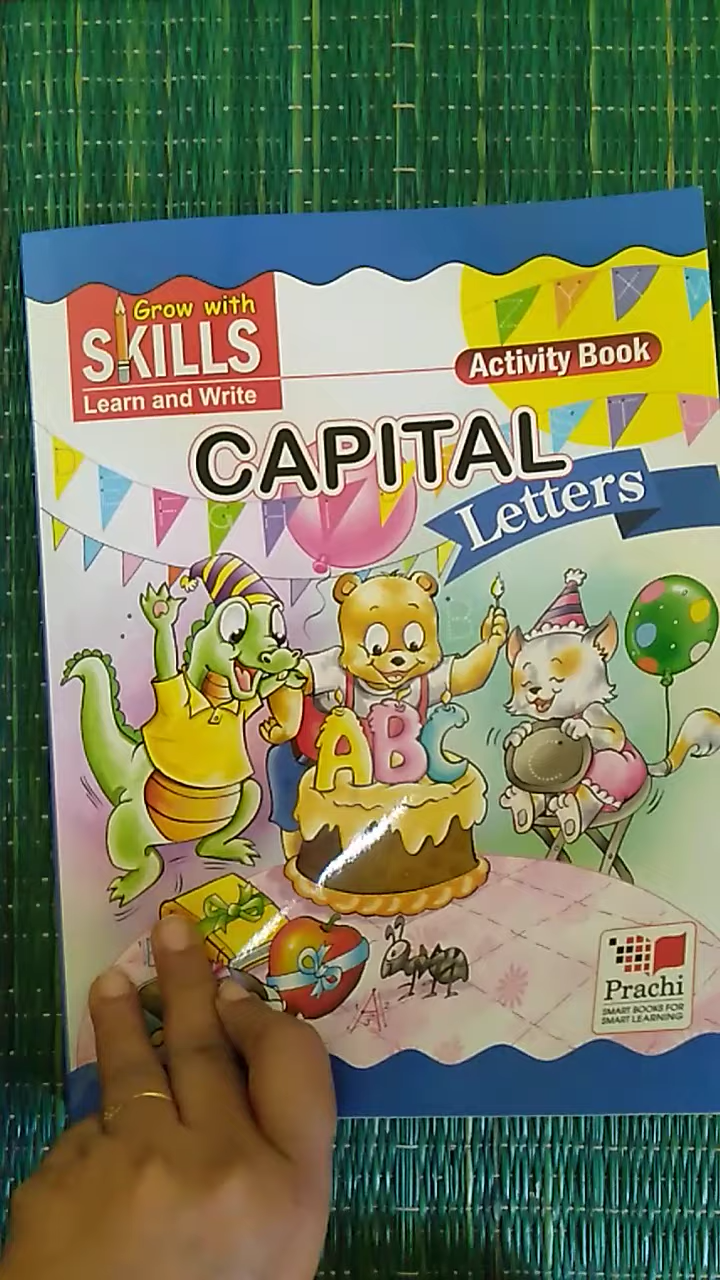 Grow with
SKILLS
Learn and Write
Z Y X
Activity Book
CAPITAL
Letters
D E F G H I
B
ABC
Prachi
SMART BOOKS FOR
SMART LEARNING